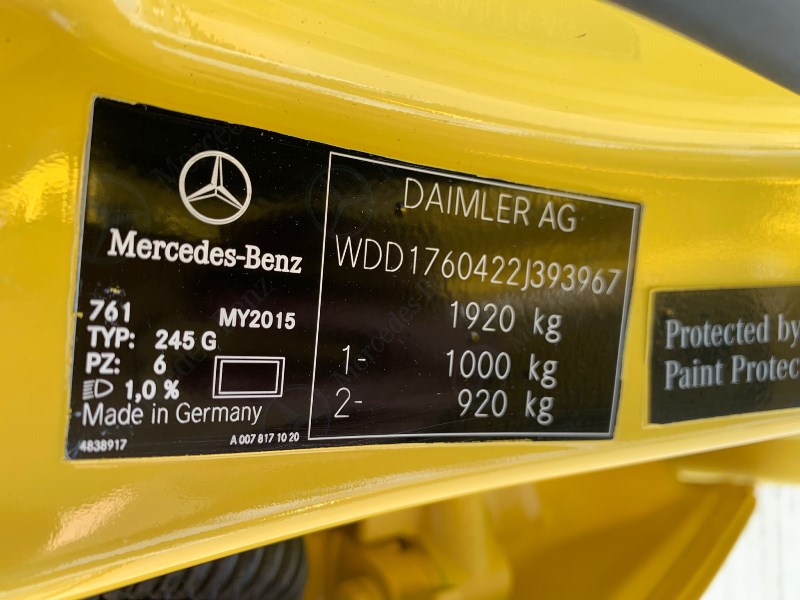 Mercedes-Benz
761 MY2015
TYP: 245 G
PZ: 6
1,0 %
Made in Germany
4838917 A 007 817 10 20
DAIMLER AG
WDD1760422J393967
1920 kg
1- 1000 kg
2- 920 kg
Protected by
Paint Protec